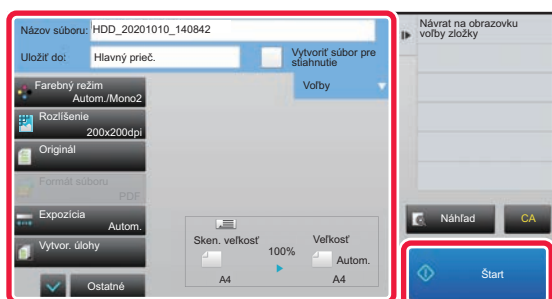 Názov súboru: HDD_20201010_140842
Uložiť do: Hlavný prieč.
Vytvoriť súbor pre
stiahnutie
Farebný režim
Autom./Mono2
Voľby
Rozlíšenie
200x200dpi
Originál
Formát súboru
PDF
Expozícia
Autom.
Vytvor. úlohy
Ostatné
Sken. veľkosť
A4
100%
Veľkosť
Autom.
A4
Návrat na obrazovku
voľby zložky
Náhľad
CA
Štart